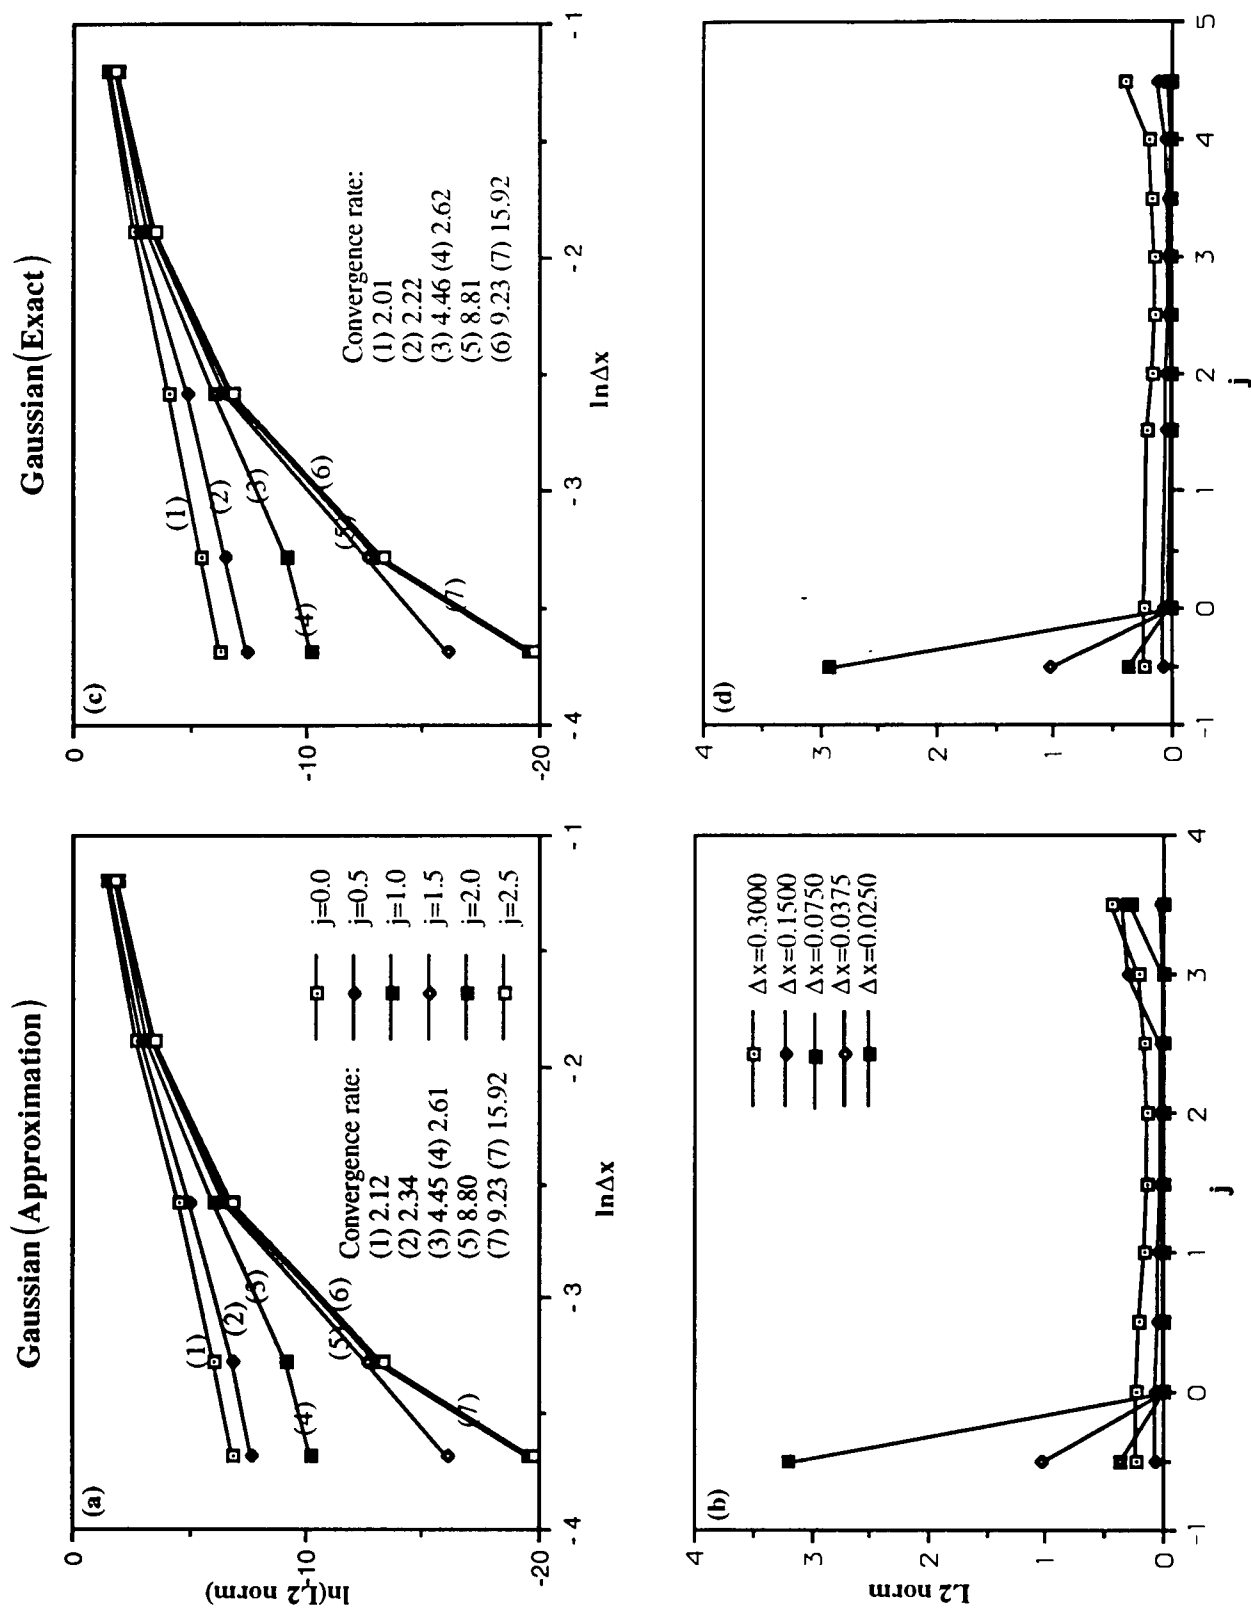 Gaussian(Approximation)
(a)
ln(L2 norm)
0
-10
-20
(1)
(2)
(3)
(4)
(5)
(6)
(7)
Convergence rate:
(1) 2.12
(2) 2.34
(3) 4.45 (4) 2.61
(5) 8.80
(7) 9.23 (7) 15.92
j=0.0
j=0.5
j=1.0
j=1.5
j=2.0
j=2.5
-4
-3
-2
-1
lnΔx
Gaussian(Exact)
(c)
0
-10
-20
(1)
(2)
(3)
(4)
(5)
(6)
(7)
Convergence rate:
(1) 2.01
(2) 2.22
(3) 4.46 (4) 2.62
(5) 8.81
(6) 9.23 (7) 15.92
-4
-3
-2
-1
lnΔx
(b)
L2 norm
4
3
2
1
0
Δx=0.3000
Δx=0.1500
Δx=0.0750
Δx=0.0375
Δx=0.0250
-1
0
1
2
3
4
j
(d)
4
3
2
1
0
-1
0
1
2
3
4
5
j